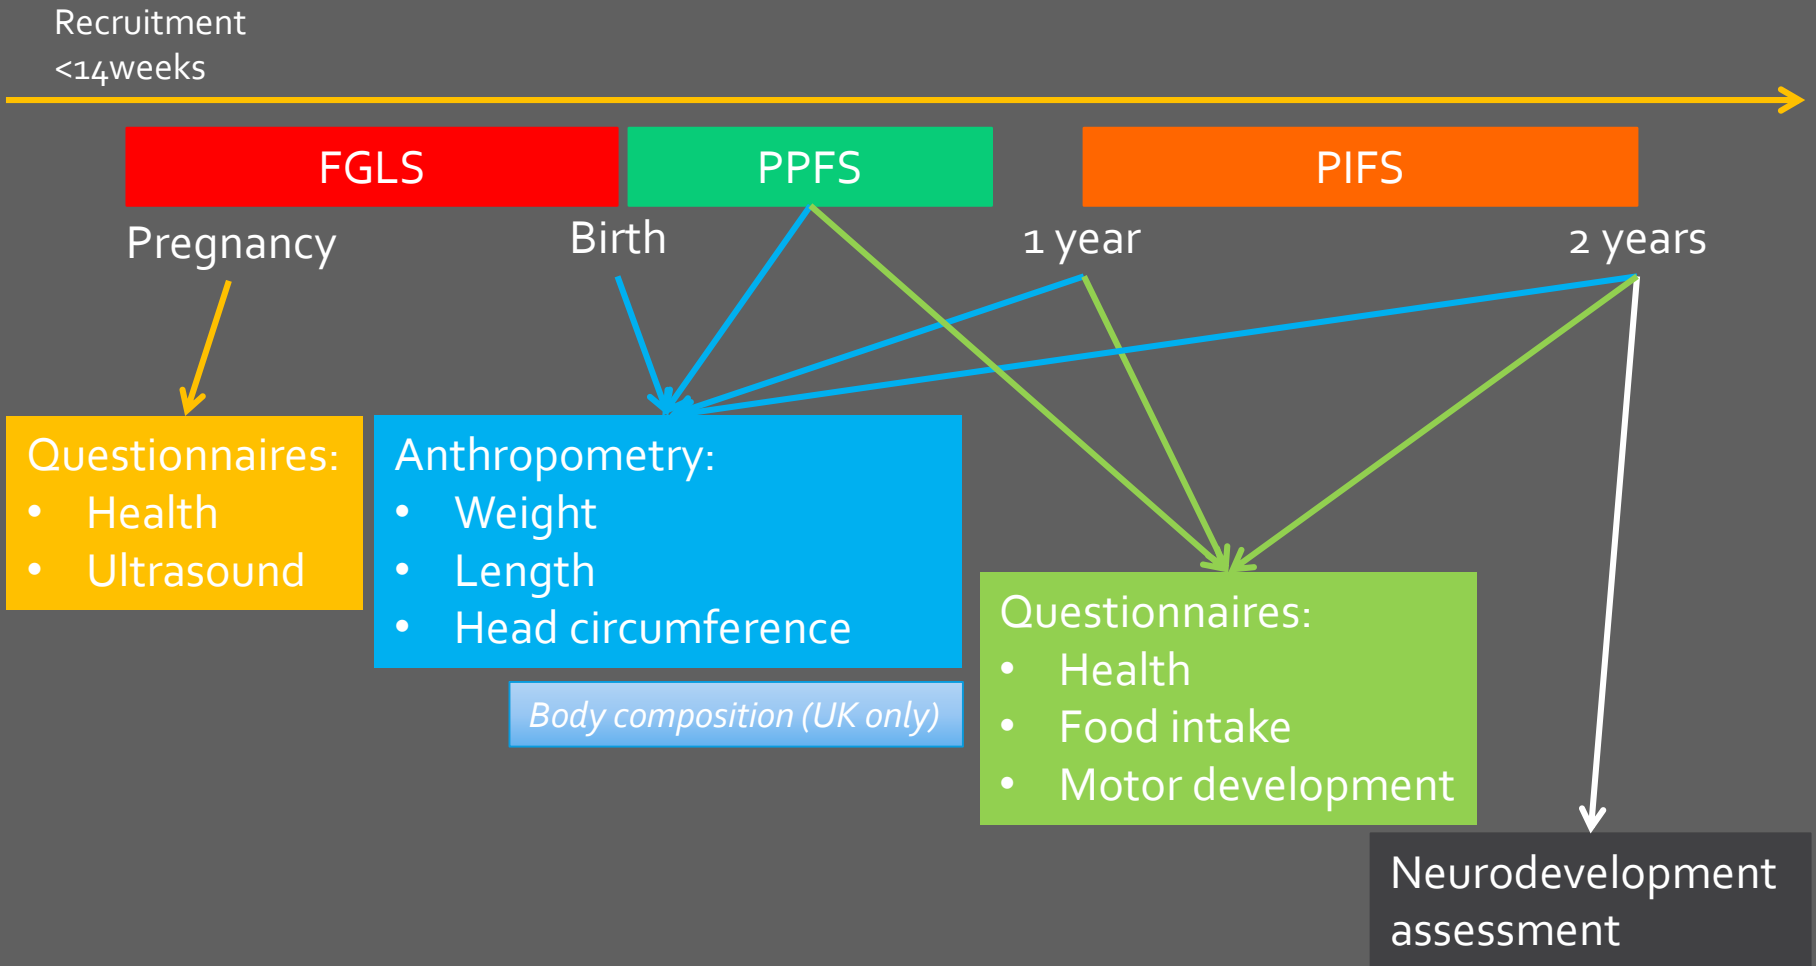 Recruitment
<14weeks
FGLS
PPFS
PIFS
Pregnancy
Birth
1 year
2 years
Questionnaires:
• Health
• Ultrasound
Anthropometry:
• Weight
• Length
• Head circumference
Body composition (UK only)
Questionnaires:
• Health
• Food intake
• Motor development
Neurodevelopment
assessment